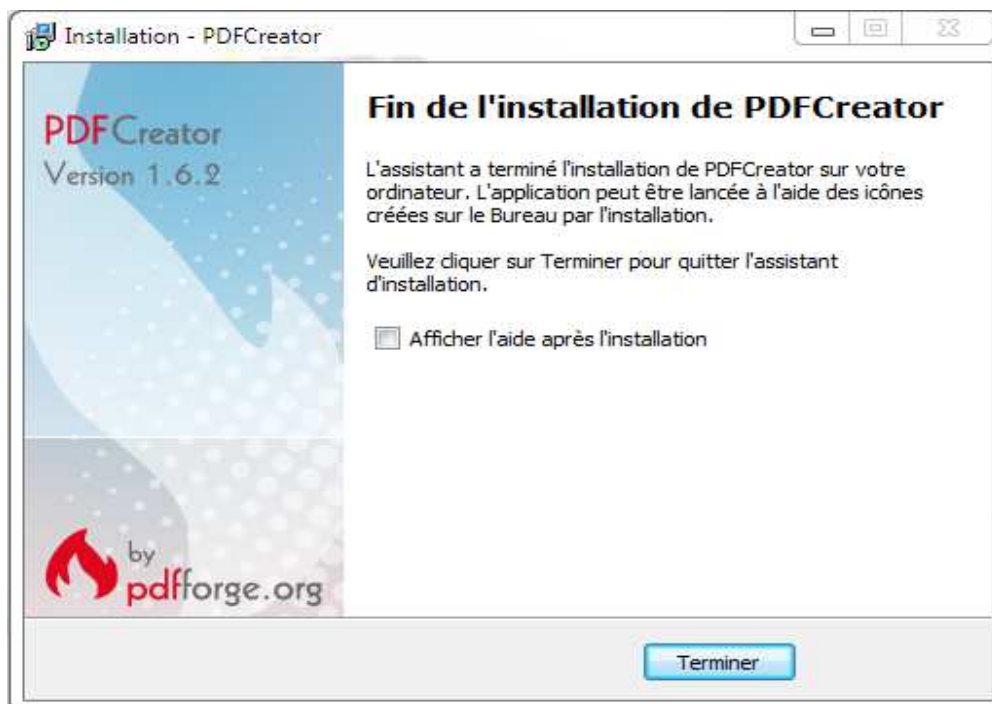 Installation - PDFCreator
PDFCreator
Version 1.6.2
Fin de l'installation de PDFCreator
L'assistant a terminé l'installation de PDFCreator sur votre
ordinateur. L'application peut être lancée à l'aide des icônes
créées sur le Bureau par l'installation.
Veuillez cliquer sur Terminer pour quitter l'assistant
d'installation.
Afficher l'aide après l'installation
by
pdfforge.org
Terminer